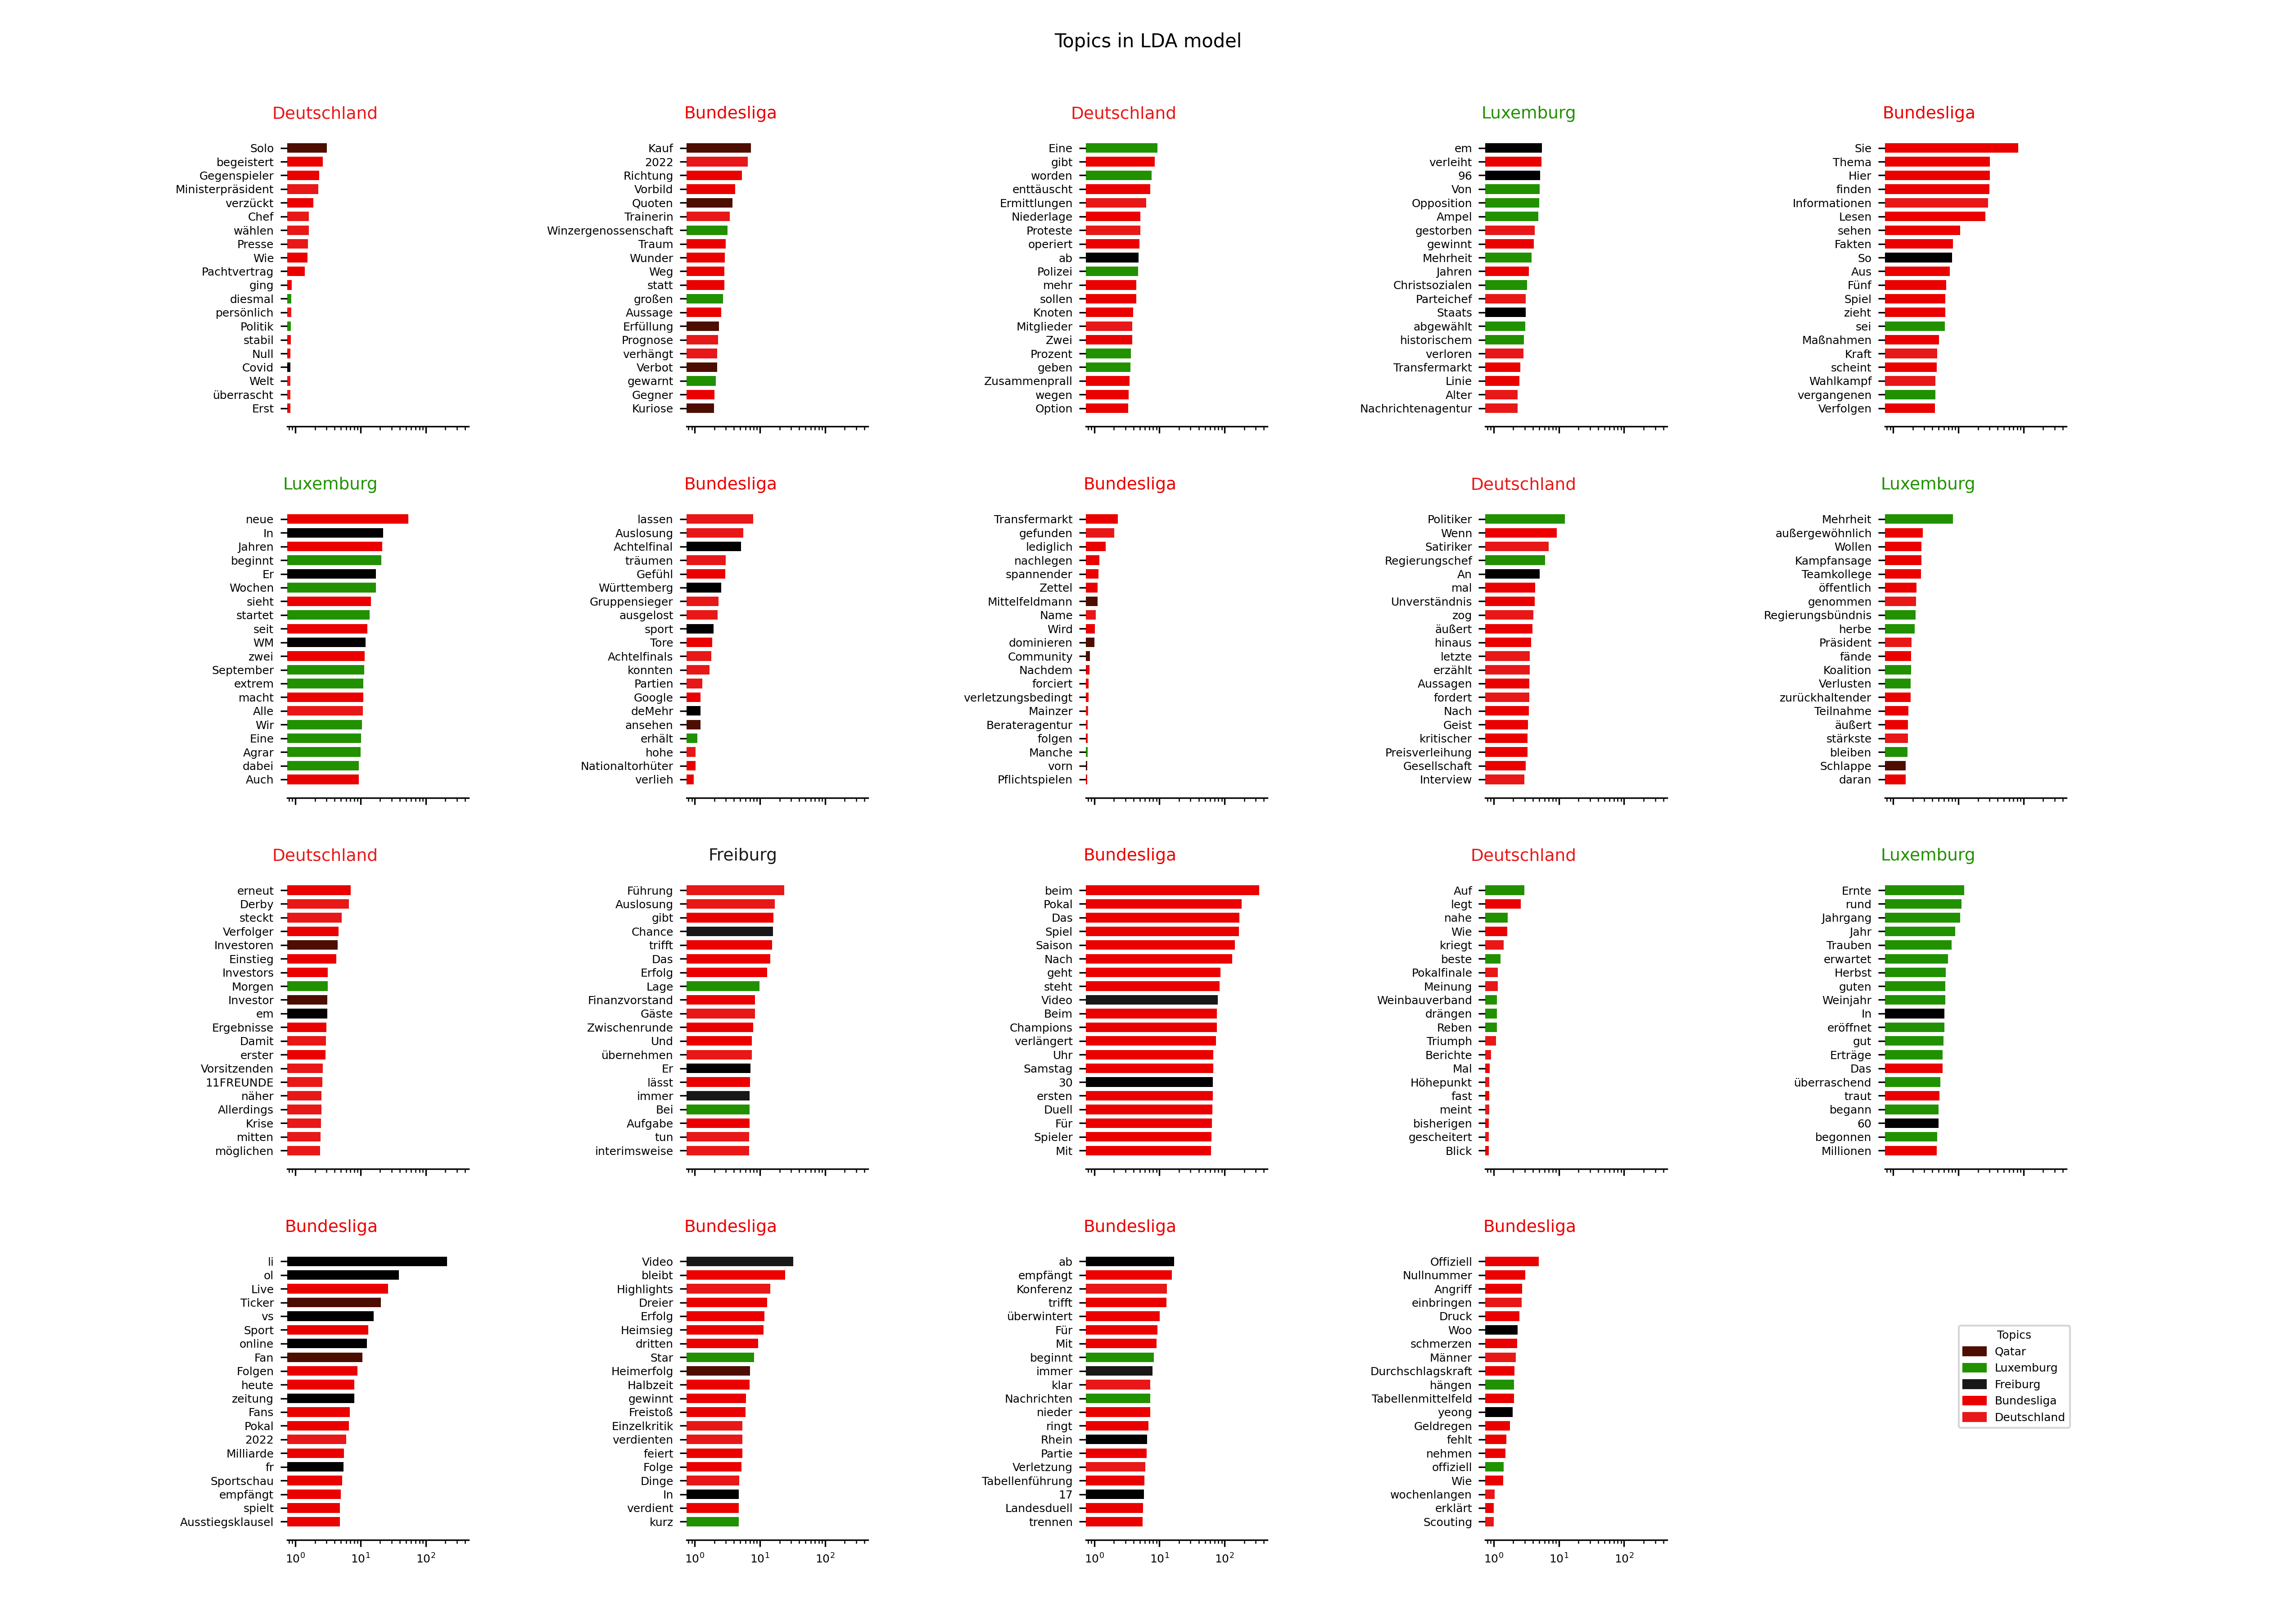 Topics in LDA model
Deutschland
Solo
begeistert
Gegenspieler
Ministerpräsident
verzückt
Chef
wählen
Presse
Wie
Pachtvertrag
ging
diesmal
persönlich
Politik
stabil
Null
Covid
Welt
überrascht
Erst
Bundesliga
Kauf
2022
Richtung
Vorbild
Quoten
Trainerin
Winzergenossenschaft
Traum
Wunder
Weg
statt
großen
Aussage
Erfüllung
Prognose
verhängt
Verbot
gewarnt
Gegner
Kuriose
Deutschland
Eine
gibt
worden
enttäuscht
Ermittlungen
Niederlage
Proteste
operiert
ab
Polizei
mehr
sollen
Knoten
Mitglieder
Zwei
Prozent
geben
Zusammenprall
wegen
Option
Luxemburg
em
verleiht
96
Von
Opposition
Ampel
gestorben
gewinnt
Mehrheit
Jahren
Christsozialen
Parteichef
Staats
abgewählt
historischem
verloren
Transfermarkt
Linie
Alter
Nachrichtenagentur
Bundesliga
Sie
Thema
Hier
finden
Informationen
Lesen
sehen
Fakten
So
Aus
Fünf
Spiel
zieht
sei
Maßnahmen
Kraft
scheint
Wahlkampf
vergangenen
Verfolgen
Luxemburg
neue
In
Jahren
beginnt
Er
Wochen
sieht
startet
seit
WM
zwei
September
extrem
macht
Alle
Wir
Eine
Agrar
dabei
Auch
Bundesliga
lassen
Auslosung
Achtelfinal
träumen
Gefühl
Württemberg
Gruppensieger
ausgelost
sport
Tore
Achtelfinals
konnten
Partien
Google
deMehr
ansehen
erhält
hohe
Nationaltorhüter
verlieh
Bundesliga
Transfermarkt
gefunden
lediglich
nachlegen
spannender
Zettel
Mittelfeldmann
Name
Wird
dominieren
Community
Nachdem
forciert
verletzungsbedingt
Mainzer
Berateragentur
folgen
Manche
vorn
Pflichtspielen
Deutschland
Politiker
Wenn
Satiriker
Regierungschef
An
mal
Unverständnis
zog
äußert
hinaus
letzte
erzählt
Aussagen
fordert
Nach
Geist
kritischer
Preisverleihung
Gesellschaft
Interview
Luxemburg
Mehrheit
außergewöhnlich
Wollen
Kampfansage
Teamkollege
öffentlich
genommen
Regierungsbündnis
herbe
Präsident
fände
Koalition
Verlusten
zurückhaltender
Teilnahme
äußert
stärkste
bleiben
Schlappe
daran
Deutschland
erneut
Derby
steckt
Verfolger
Investoren
Einstieg
Investors
Morgen
Investor
em
Ergebnisse
Damit
erster
Vorsitzenden
11FREUNDE
näher
Allerdings
Krise
mitten
möglichen
Freiburg
Führung
Auslosung
gibt
Chance
trifft
Das
Erfolg
Lage
Finanzvorstand
Gäste
Zwischenrunde
Und
übernehmen
Er
lässt
immer
Bei
Aufgabe
tun
interimsweise
Bundesliga
beim
Pokal
Das
Spiel
Saison
Nach
geht
steht
Video
Beim
Champions
verlängert
Uhr
Samstag
30
ersten
Duell
Für
Spieler
Mit
Deutschland
Auf
legt
nahe
Wie
kriegt
beste
Pokalfinale
Meinung
Weinbauverband
drängen
Reben
Triumph
Berichte
Mal
Höhepunkt
fast
meint
bisherigen
gescheitert
Blick
Luxemburg
Ernte
rund
Jahrgang
Jahr
Trauben
erwartet
Herbst
guten
Weinjahr
In
eröffnet
gut
Erträge
Das
überraschend
traut
begann
60
begonnen
Millionen
Bundesliga
li
ol
Live
Ticker
vs
Sport
online
Fan
Folgen
heute
zeitung
Fans
Pokal
2022
Milliarde
fr
Sportschau
empfängt
spielt
Ausstiegsklausel
10⁰ 10¹ 10²
Bundesliga
Video
bleibt
Highlights
Dreier
Erfolg
Heimsieg
dritten
Star
Heimerfolg
Halbzeit
gewinnt
Freistoß
Einzelkritik
verdienten
feiert
Folge
Dinge
In
verdient
kurz
10⁰ 10¹ 10²
Bundesliga
ab
empfängt
Konferenz
trifft
überwintert
Für
Mit
beginnt
immer
klar
Nachrichten
nieder
ringt
Rhein
Partie
Verletzung
Tabellenführung
17
Landesduell
trennen
10⁰ 10¹ 10²
Bundesliga
Offiziell
Nullnummer
Angriff
einbringen
Druck
Woo
schmerzen
Männer
Durchschlagskraft
hängen
Tabellenmittelfeld
yeong
Geldregen
fehlt
nehmen
offiziell
Wie
wochenlangen
erklärt
Scouting
10⁰ 10¹ 10²
Topics
Qatar
Luxemburg
Freiburg
Bundesliga
Deutschland